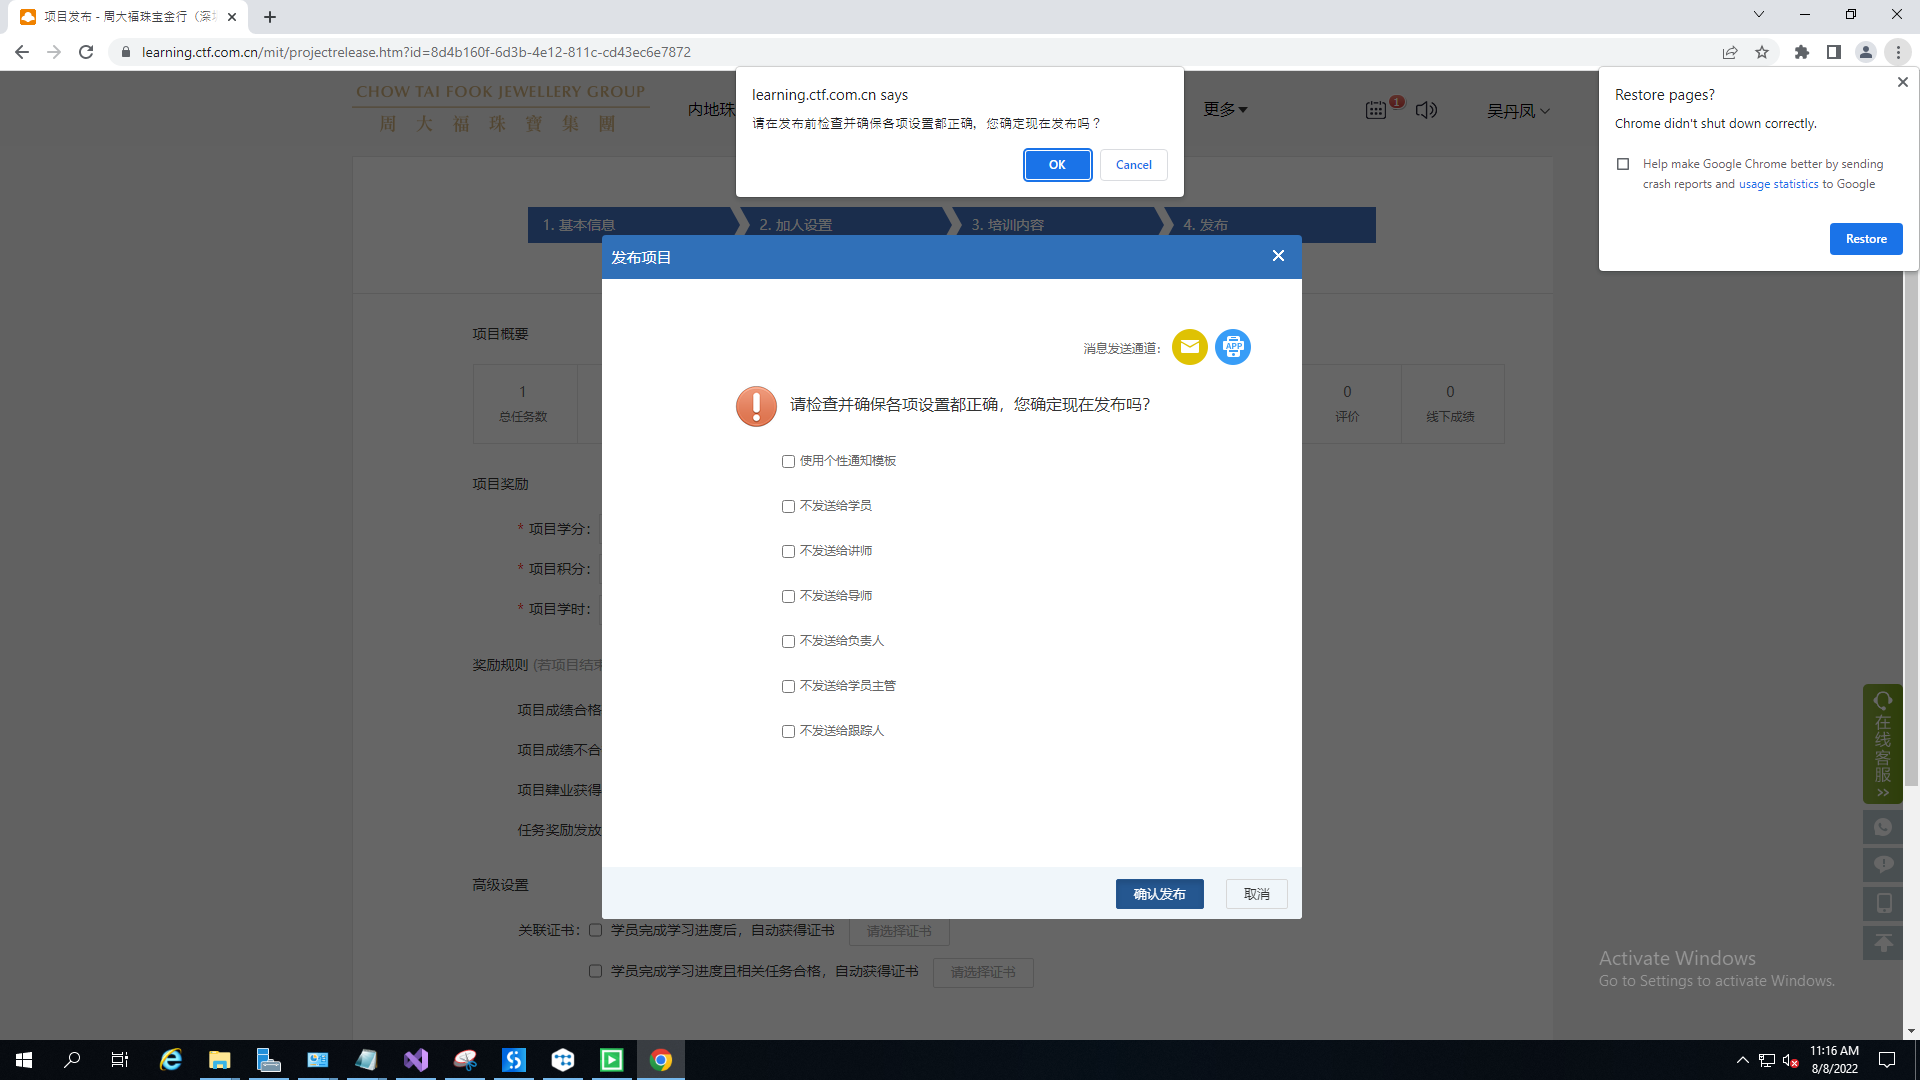 项目发布 - 周大福珠宝金行（深
learning.ctf.com.cn/mit/projectrelease.htm?id=8d4b160f-6d3b-4e12-811c-cd43ec6e7872
CHOW TAI FOOK JEWELLERY GROUP
周 大 福 珠 寶 集 團
内地珠
更多
1
吴丹凤
learning.ctf.com.cn says
请在发布前检查并确保各项设置都正确，您确定现在发布吗？
OK
Cancel
Restore pages?
Chrome didn't shut down correctly.
Help make Google Chrome better by sending
crash reports and usage statistics to Google
Restore
1. 基本信息
2. 加人设置
3. 培训内容
4. 发布
发布项目
消息发送通道：
APP
请检查并确保各项设置都正确，您确定现在发布吗？
使用个性通知模板
不发送给学员
不发送给讲师
不发送给导师
不发送给负责人
不发送给学员主管
不发送给跟踪人
确认发布
取消
项目概要
1
总任务数
0
评价
0
线下成绩
项目奖励
* 项目学分：
* 项目积分：
* 项目学时：
奖励规则 (若项目结束
项目成绩合格
项目成绩不合
项目肄业获得
任务奖励发放
高级设置
关联证书：
学员完成学习进度后，自动获得证书
请选择证书
学员完成学习进度且相关任务合格，自动获得证书
请选择证书
在线客服
Activate Windows
Go to Settings to activate Windows.
11:16 AM
8/8/2022